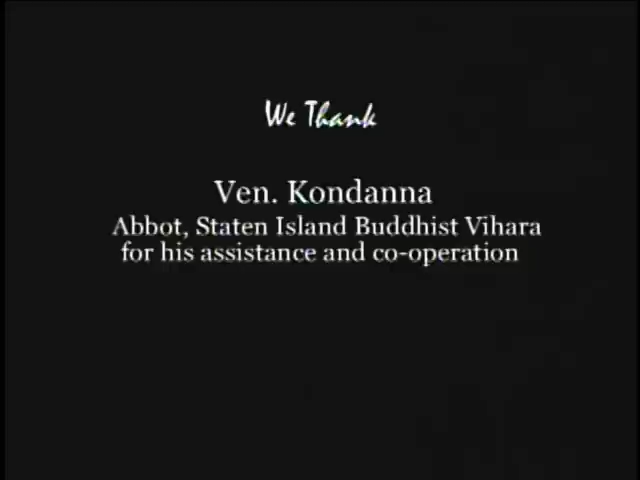 We Thank
Ven. Kondanna
Abbot, Staten Island Buddhist Vihara
for his assistance and co-operation